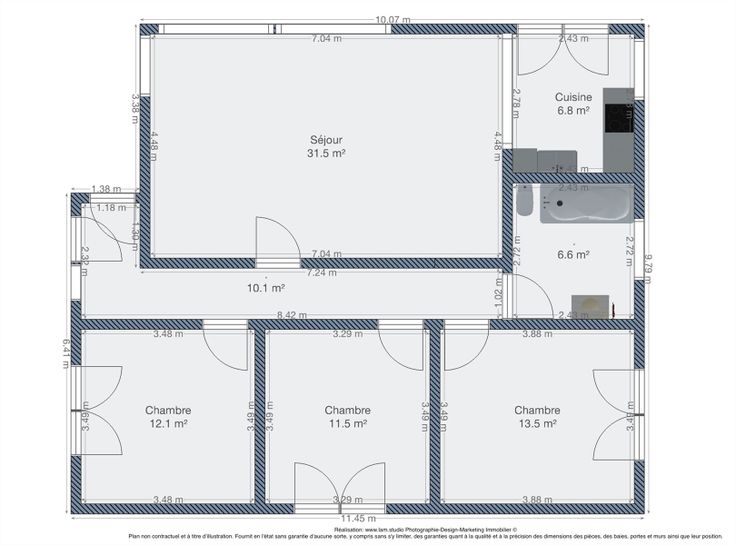 10.07 m
7.04 m
2.43 m
3.38 m
4.48 m
Séjour
31.5 m²
4.48 m
2.78 m
Cuisine
6.8 m²
2.43 m
1.38 m
1.18 m
1.30 m
2.32 m
7.04 m
7.24 m
10.1 m²
1.02 m
8.42 m
2.72 m
6.6 m²
2.72 m
2.43 m
9.79 m
6.41 m
3.48 m
3.29 m
3.88 m
3.49 m
Chambre
12.1 m²
3.49 m
3.49 m
Chambre
11.5 m²
3.49 m
3.49 m
Chambre
13.5 m²
3.48 m
3.29 m
3.88 m
11.45 m
Réalisation: www.lam.studio Photographie-Design-Marketing Immobilier ©
Plan non contractuel et à titre d'illustration. Fournit en l'état sans garantie d'aucune sorte, y compris sans s'y limiter, des garanties quant à la qualité et à la précision des dimensions des pièces, des baies, portes et murs ainsi que leur position.